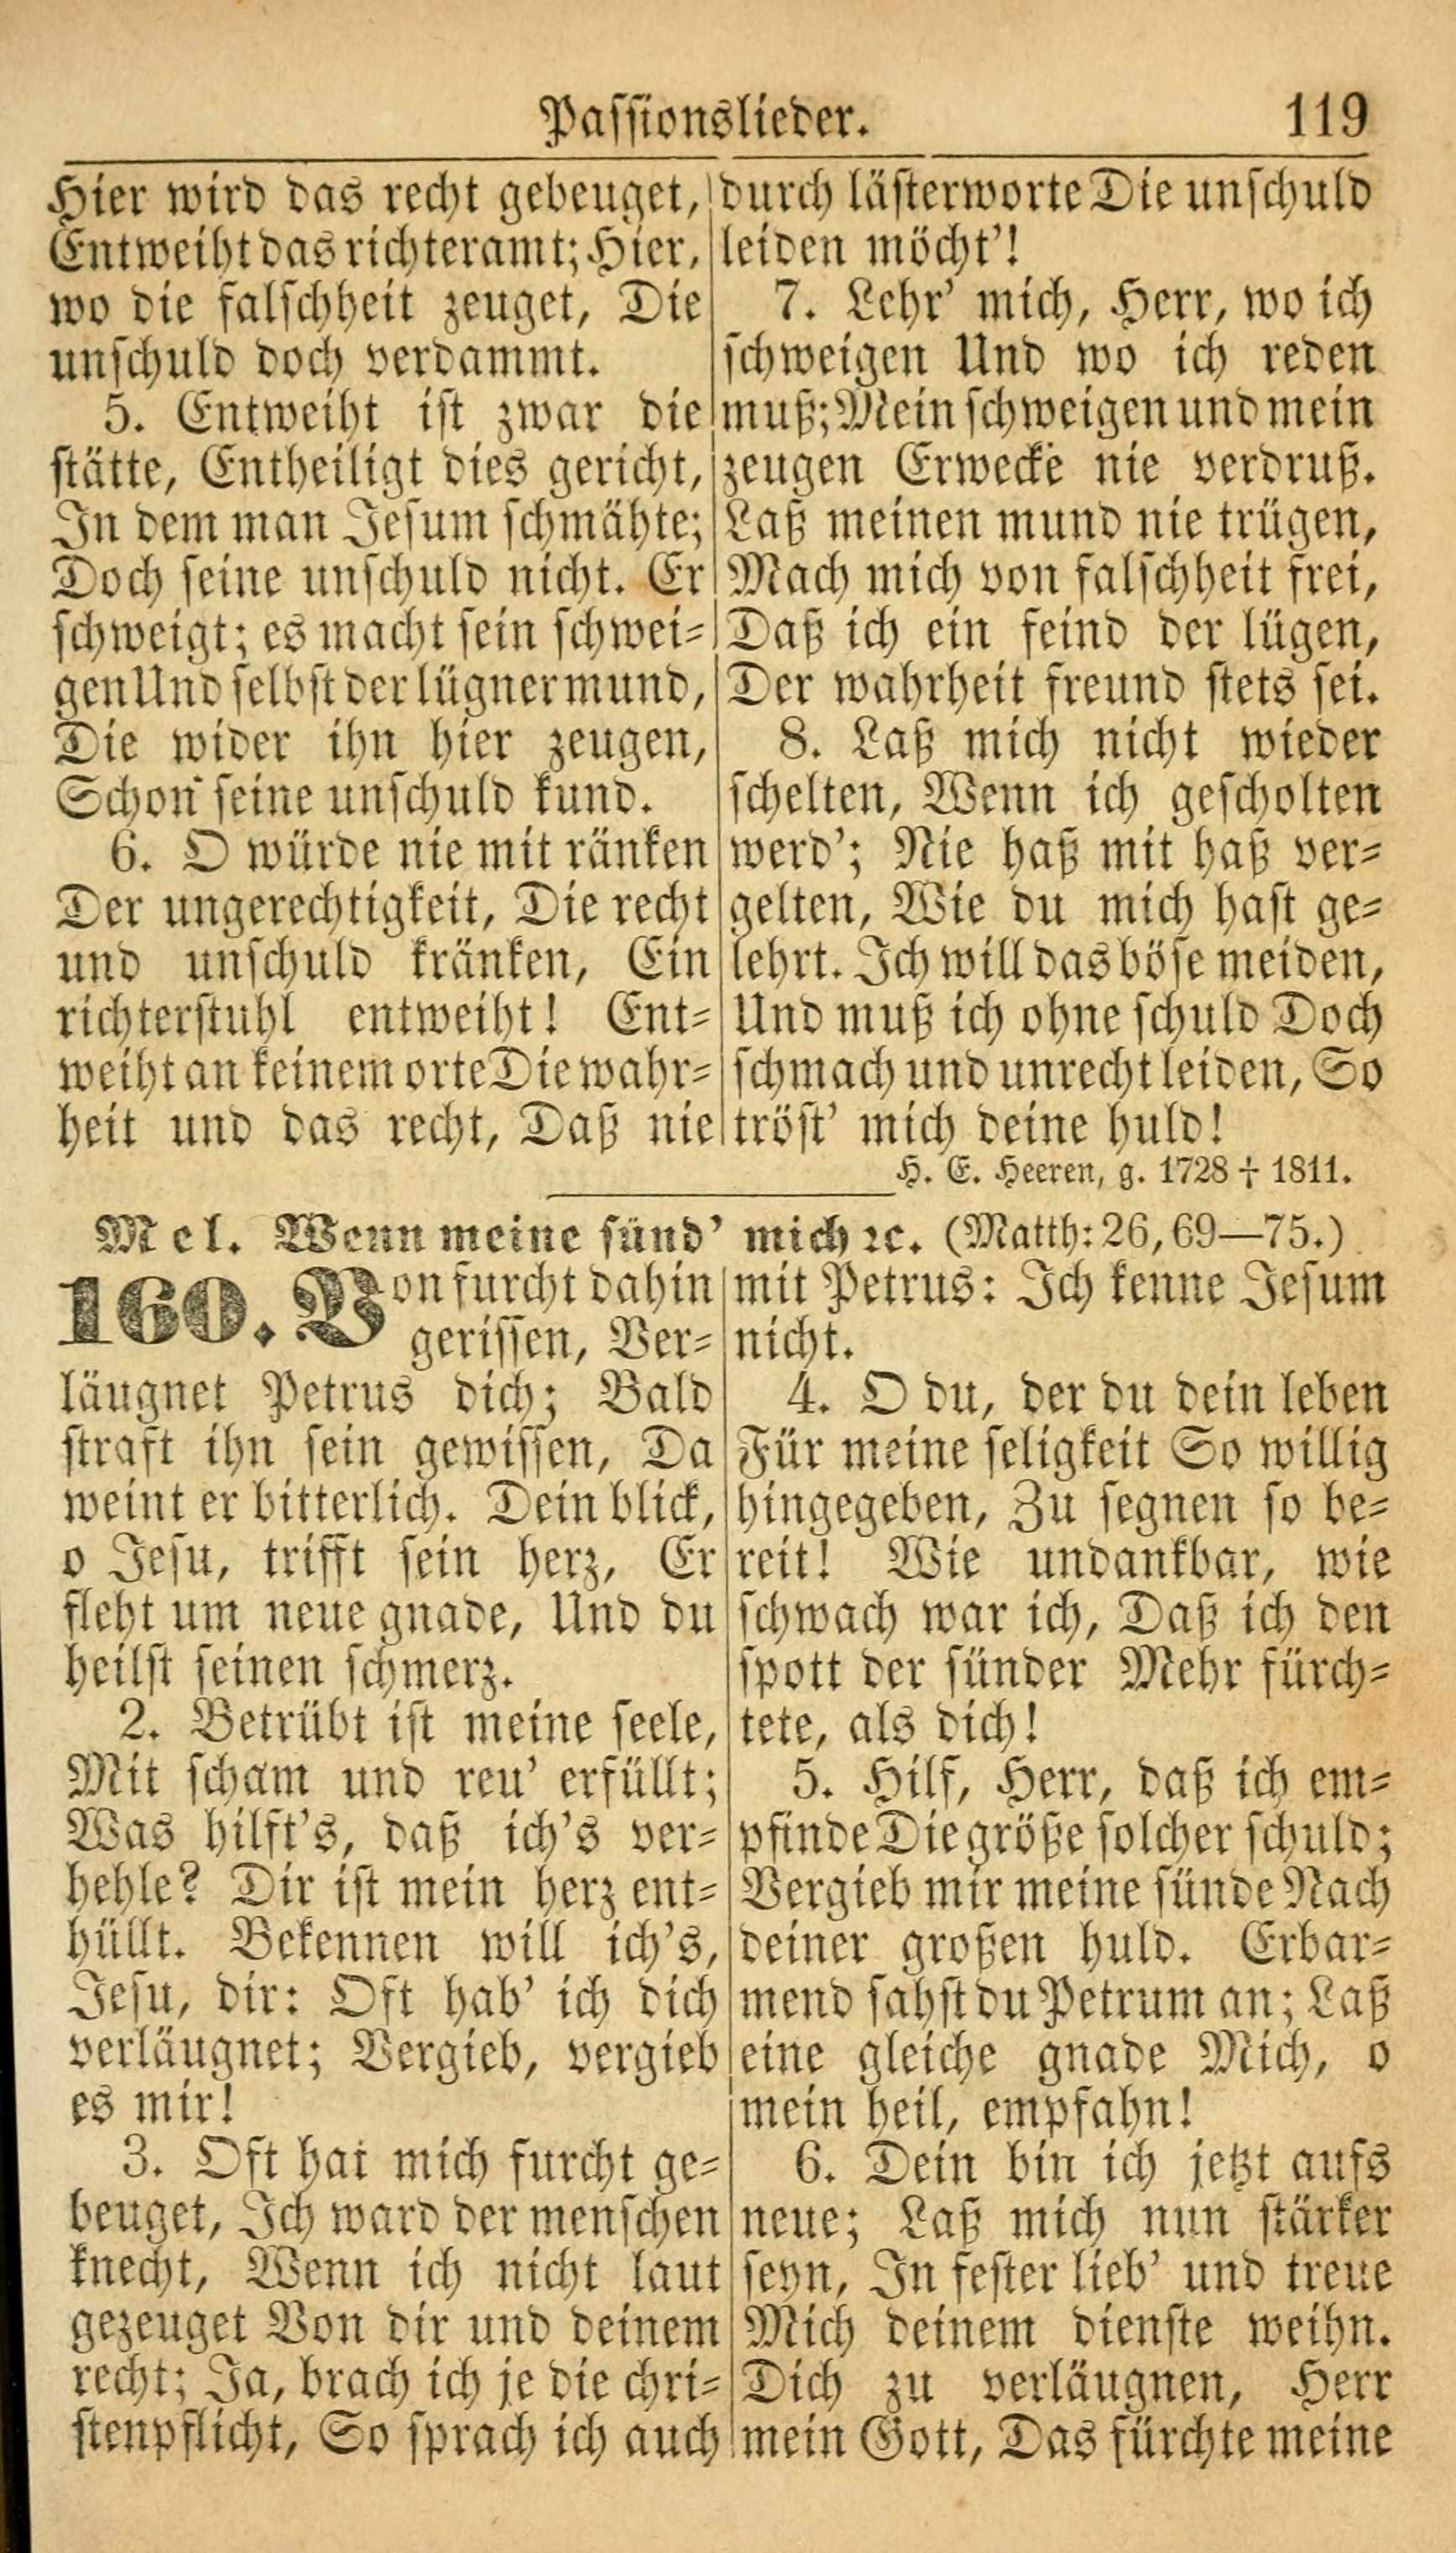 Passionslieder. 119
Hier wird das recht gebeuget,
Entweiht das richteramt; Hier,
wo die falschheit zeuget, Die
unschuld doch verdammt.
5. Entweiht ist zwar die
stätte, Entheiligt dies gericht,
In dem man Jesum schmähte;
Doch seine unschuld nicht. Er
schweigt; es macht sein schwei-
gen Und selbst der lügner mund,
Die wider ihn hier zeugen,
Schon seine unschuld kund.
6. O würde nie mit ränken
Der ungerechtigkeit, Die recht
und unschuld kränken, Ein
richterstuhl entweiht! Ent-
weiht an keinem orte Die wahr-
heit und das recht, Daß nie
durch lästerworte Die unschuld
leiden möcht'!
7. Lehr' mich, Herr, wo ich
schweigen Und wo ich reden
muß; Mein schweigen und mein
zeugen Erwecke nie verdruß.
Laß meinen mund nie trügen,
Mach mich von falschheit frei,
Daß ich ein feind der lügen,
Der wahrheit freund stets sei.
8. Laß mich nicht wieder
schelten, Wenn ich gescholten
werd'; Nie haß mit haß ver-
gelten, Wie du mich hast ge-
lehrt. Ich will das böse meiden,
Und muß ich ohne schuld Doch
schmach und unrecht leiden, So
tröst' mich deine huld!
H. E. Heeren, g. 1728 † 1811.
Mel. Wenn meine sünd' mich ꝛc. (Matth: 26, 69—75.)
160. Von furcht dahin
gerissen, Ver-
läugnet Petrus dich; Bald
straft ihn sein gewissen, Da
weint er bitterlich. Dein blick,
o Jesu, trifft sein herz, Er
fleht um neue gnade, Und du
heilst seinen schmerz.
2. Betrübt ist meine seele,
Mit scham und reu' erfüllt;
Was hilft's, daß ich's ver-
hehle? Dir ist mein herz ent-
hüllt. Bekennen will ich's,
Jesu, dir: Oft hab' ich dich
verläugnet; Vergieb, vergieb
es mir!
3. Oft hat mich furcht ge-
beuget, Ich ward der menschen
knecht, Wenn ich nicht laut
gezeuget Von dir und deinem
recht; Ja, brach ich je die chri-
stenpflicht, So sprach ich auch
mit Petrus: Ich kenne Jesum
nicht.
4. O du, der du dein leben
Für meine seligkeit So willig
hingegeben, Zu segnen so be-
reit! Wie undankbar, wie
schwach war ich, Daß ich den
spott der sünder Mehr fürch-
tete, als dich!
5. Hilf, Herr, daß ich em-
pfinde Die größe solcher schuld;
Vergieb mir meine sünde Nach
deiner großen huld. Erbar-
mend sahst du Petrum an; Laß
eine gleiche gnade Mich, o
mein heil, empfahn!
6. Dein bin ich jetzt aufs
neue; Laß mich nun stärker
seyn, In fester lieb' und treue
Mich deinem dienste weihn.
Dich zu verläugnen, Herr
mein Gott, Das fürchte meine